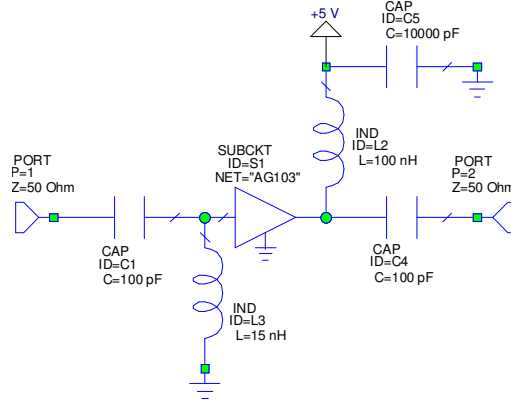 +5 V
CAP
ID=C5
C=10000 pF
IND
ID=L2
L=100 nH
SUBCKT
ID=S1
NET="AG103"
PORT
P=1
Z=50 Ohm
PORT
P=2
Z=50 Ohm
CAP
ID=C1
C=100 pF
CAP
ID=C4
C=100 pF
IND
ID=L3
L=15 nH